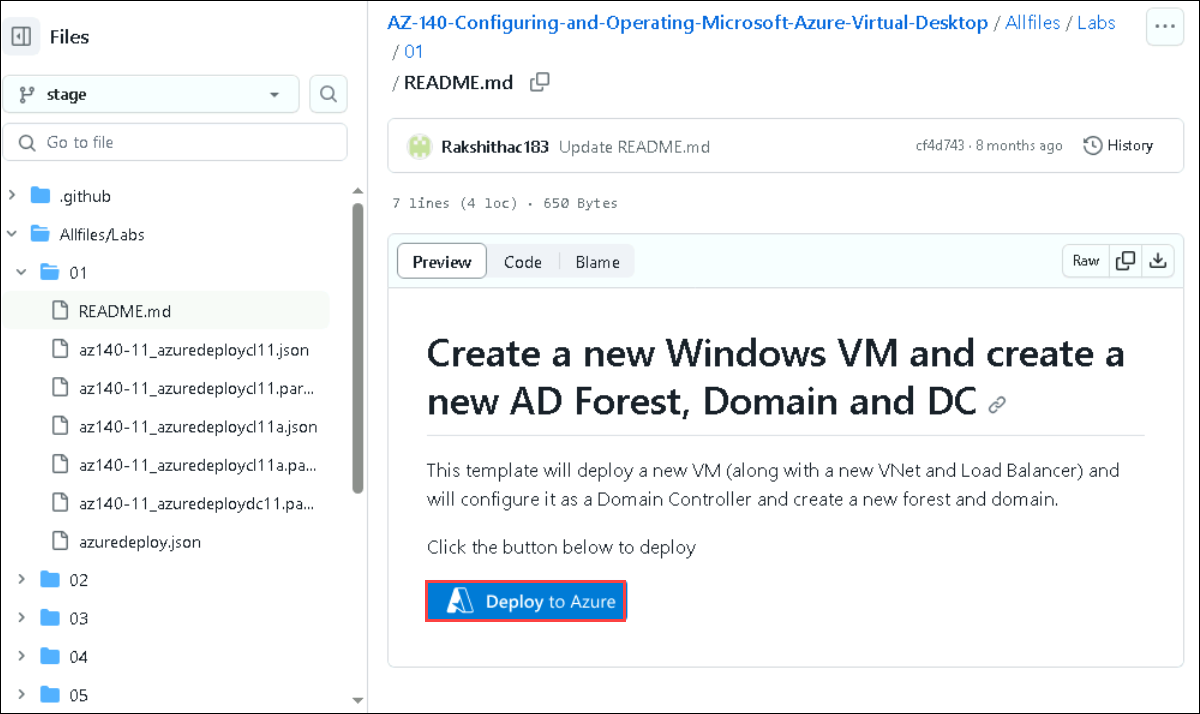 Files
stage
Go to file
.github
Allfiles/Labs
01
README.md
az140-11_azuredeploycl11.json
az140-11_azuredeploycl11.par...
az140-11_azuredeploycl11a.json
az140-11_azuredeploycl11a.pa...
az140-11_azuredeploydc11.pa...
azuredeploy.json
02
03
04
05
AZ-140-Configuring-and-Operating-Microsoft-Azure-Virtual-Desktop / Allfiles / Labs
/ 01
/ README.md
Rakshithac183 Update README.md cf4d743 · 8 months ago History
7 lines (4 loc) · 650 Bytes
Preview Code Blame Raw
Create a new Windows VM and create a
new AD Forest, Domain and DC
This template will deploy a new VM (along with a new VNet and Load Balancer) and
will configure it as a Domain Controller and create a new forest and domain.
Click the button below to deploy
Deploy to Azure